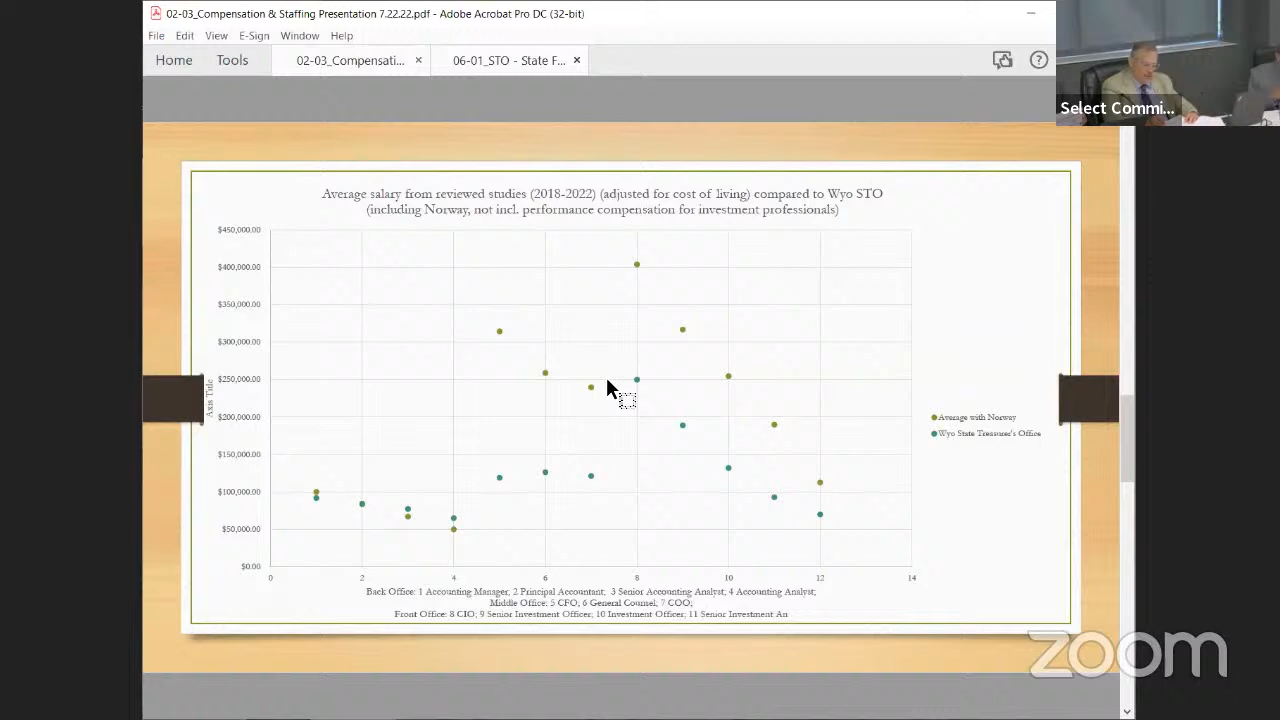 02-03_Compensation & Staffing Presentation 7.22.22.pdf - Adobe Acrobat Pro DC (32-bit)
File Edit View E-Sign Window Help
Home Tools 02-03_Compensati... × 06-01_STO - State F... ×
Select Commi...
Average salary from reviewed studies (2018-2022) (adjusted for cost of living) compared to Wyo STO
(including Norway, not incl. performance compensation for investment professionals)
$450,000.00
$400,000.00
$350,000.00
$300,000.00
$250,000.00
$200,000.00
$150,000.00
$100,000.00
$50,000.00
$0.00
Axis Title
0 2 4 6 8 10 12 14
Average with Norway
Wyo State Treasurer's Office
Back Office: 1 Accounting Manager; 2 Principal Accountant; 3 Senior Accounting Analyst; 4 Accounting Analyst;
Middle Office: 5 CFO; 6 General Counsel; 7 COO;
Front Office: 8 CIO; 9 Senior Investment Officer; 10 Investment Officer; 11 Senior Investment An
zoom